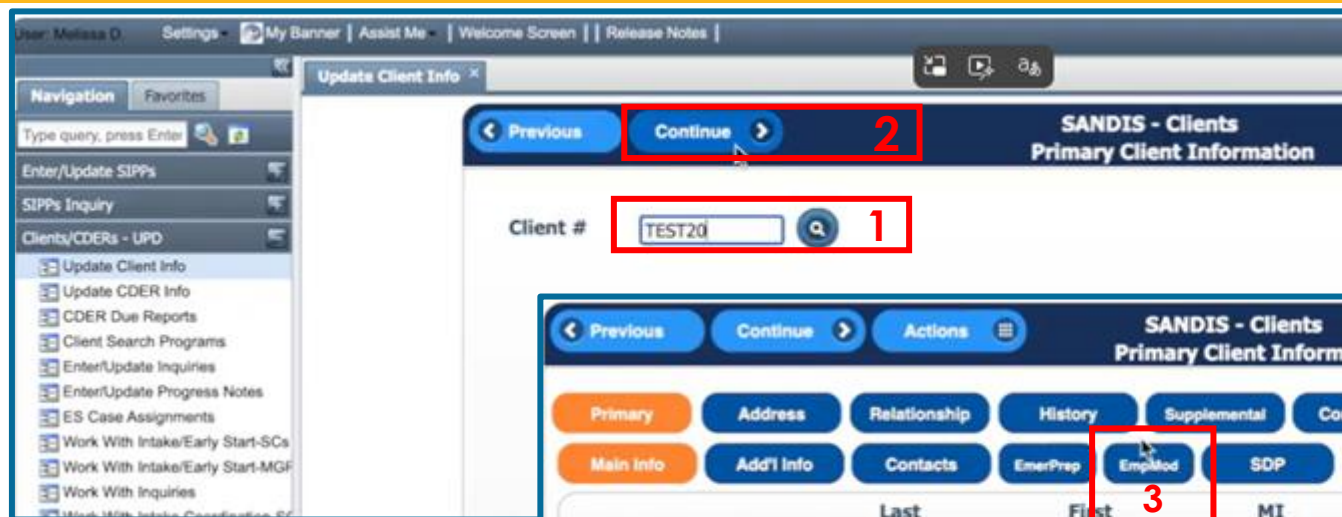 User: Melissa D. Settings My Banner | Assist Me | Welcome Screen | | Release Notes |
Navigation Favorites
Update Client Info ×
Type query, press Enter
Enter/Update SIPPs
SIPPs Inquiry
Clients/CDERs - UPD
Update Client Info
Update CDER Info
CDER Due Reports
Client Search Programs
Enter/Update Inquiries
Enter/Update Progress Notes
ES Case Assignments
Work With Intake/Early Start-SCs
Work With Intake/Early Start-MGR
Work With Inquiries
Previous Continue 2
SANDIS - Clients
Primary Client Information
Client # TEST20 1
Previous Continue Actions
SANDIS - Clients
Primary Client Inform
Primary Address Relationship History Supplemental Co
Main Info Add'l Info Contacts EmerPrep EmpMod SDP
Last First 3 MI